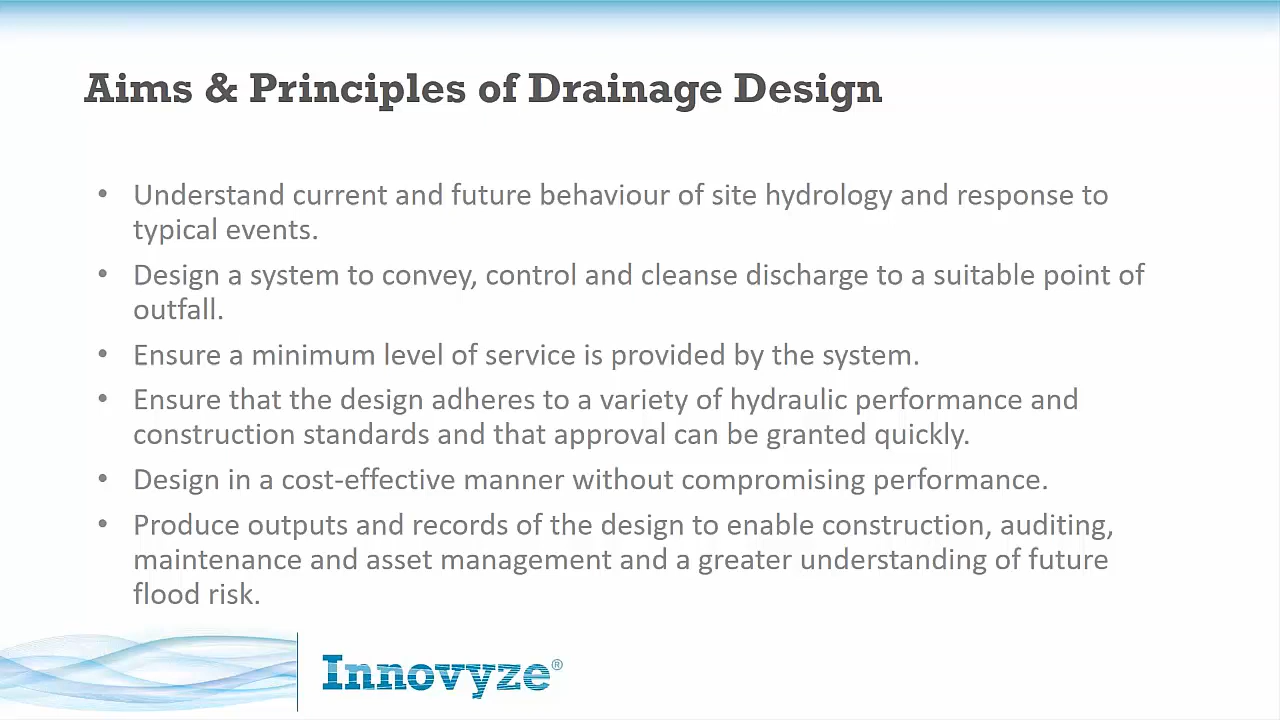 Aims & Principles of Drainage Design
• Understand current and future behaviour of site hydrology and response to
typical events.
• Design a system to convey, control and cleanse discharge to a suitable point of
outfall.
• Ensure a minimum level of service is provided by the system.
• Ensure that the design adheres to a variety of hydraulic performance and
construction standards and that approval can be granted quickly.
• Design in a cost-effective manner without compromising performance.
• Produce outputs and records of the design to enable construction, auditing,
maintenance and asset management and a greater understanding of future
flood risk.
Innovyze®